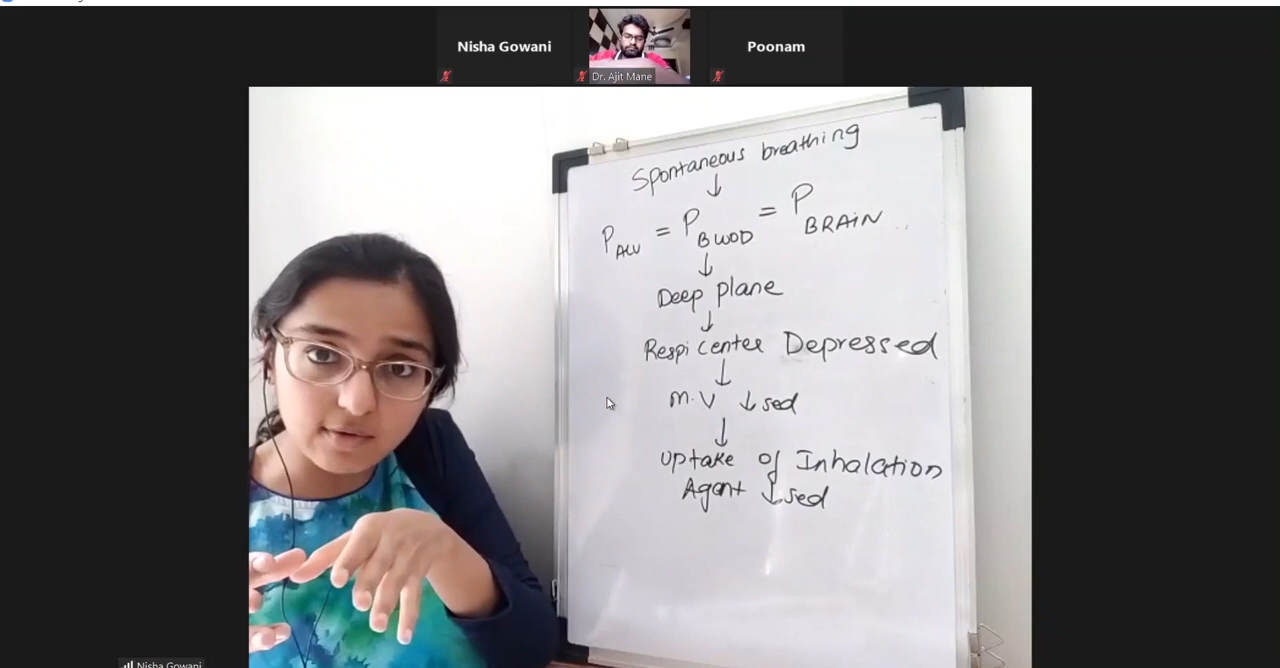 Nisha Gowani
Dr. Ajit Mane
Poonam
Spontaneous breathing
↓
P ALV = P BLOOD = P BRAIN
↓
Deep plane
↓
Respi center Depressed
↓
M.V ↓sed
↓
Uptake of Inhalation
Agent ↓sed
Nisha Gowani